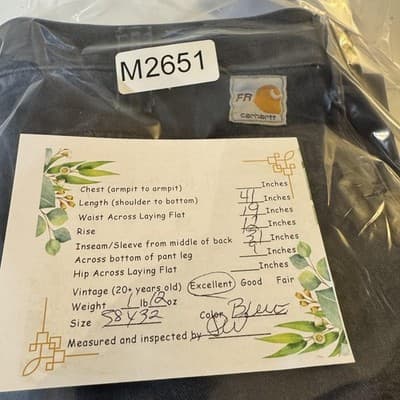 M2651
FR
carhartt
Chest (armpit to armpit) Inches
Length (shoulder to bottom) 41 Inches
Waist Across Laying Flat 19 Inches
Rise Inches
Inseam/Sleeve from middle of back Inches
Across bottom of pant leg 9 Inches
Hip Across Laying Flat Inches
Vintage (20+ years old) Excellent Good Fair
Weight 1 lb 12 oz
Size 38x32 Color Blue
Measured and inspected by